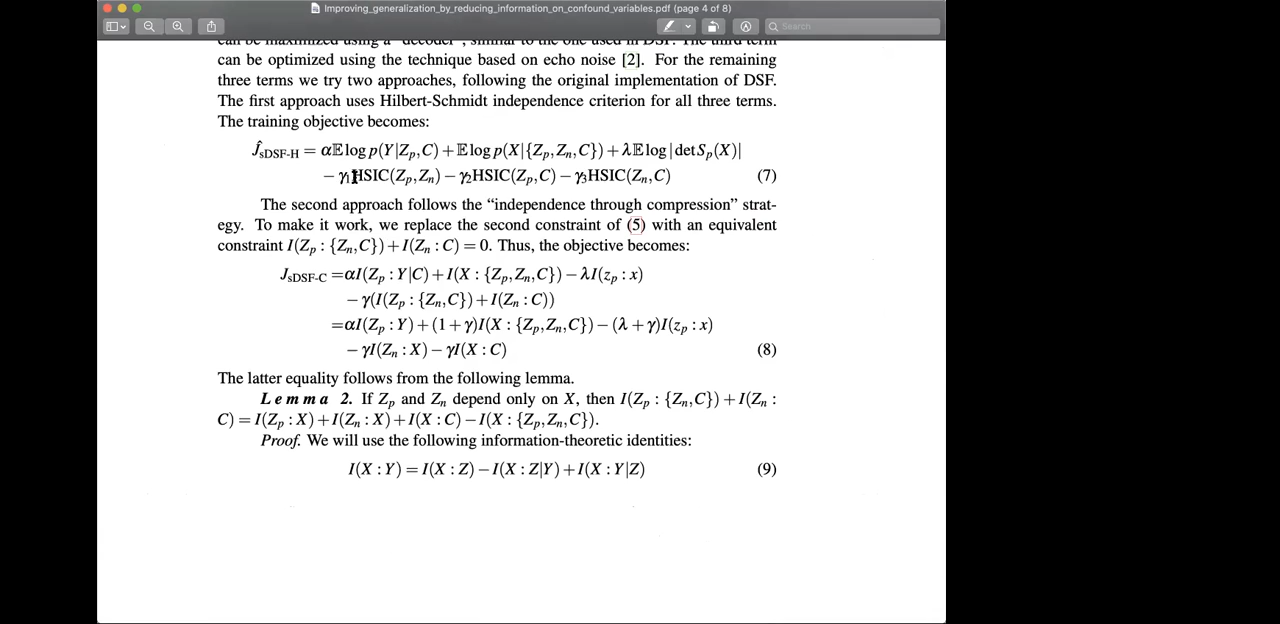 Improving_generalization_by_reducing_information_on_confound_variables.pdf (page 4 of 8)
Search
can be maximized using a "decoder", similar to the one used in DSF. The third term
can be optimized using the technique based on echo noise [2]. For the remaining
three terms we try two approaches, following the original implementation of DSF.
The first approach uses Hilbert-Schmidt independence criterion for all three terms.
The training objective becomes:
Ĵ_sDSF-H = α𝔼 log p(Y|Z_p,C) + 𝔼 log p(X|{Z_p,Z_n,C}) + λ𝔼 log |det S_p(X)|
− γ₁HSIC(Z_p,Z_n) − γ₂HSIC(Z_p,C) − γ₃HSIC(Z_n,C) (7)
The second approach follows the “independence through compression” strat-
egy. To make it work, we replace the second constraint of (5) with an equivalent
constraint I(Z_p : {Z_n,C}) + I(Z_n : C) = 0. Thus, the objective becomes:
J_sDSF-C =αI(Z_p : Y|C) + I(X : {Z_p,Z_n,C}) − λI(z_p : x)
− γ(I(Z_p : {Z_n,C}) + I(Z_n : C))
=αI(Z_p : Y) + (1 + γ)I(X : {Z_p,Z_n,C}) − (λ + γ)I(z_p : x)
− γI(Z_n : X) − γI(X : C) (8)
The latter equality follows from the following lemma.
Lemma 2. If Z_p and Z_n depend only on X, then I(Z_p : {Z_n,C}) + I(Z_n :
C) = I(Z_p : X) + I(Z_n : X) + I(X : C) − I(X : {Z_p,Z_n,C}).
Proof. We will use the following information-theoretic identities:
I(X : Y) = I(X : Z) − I(X : Z|Y) + I(X : Y|Z) (9)